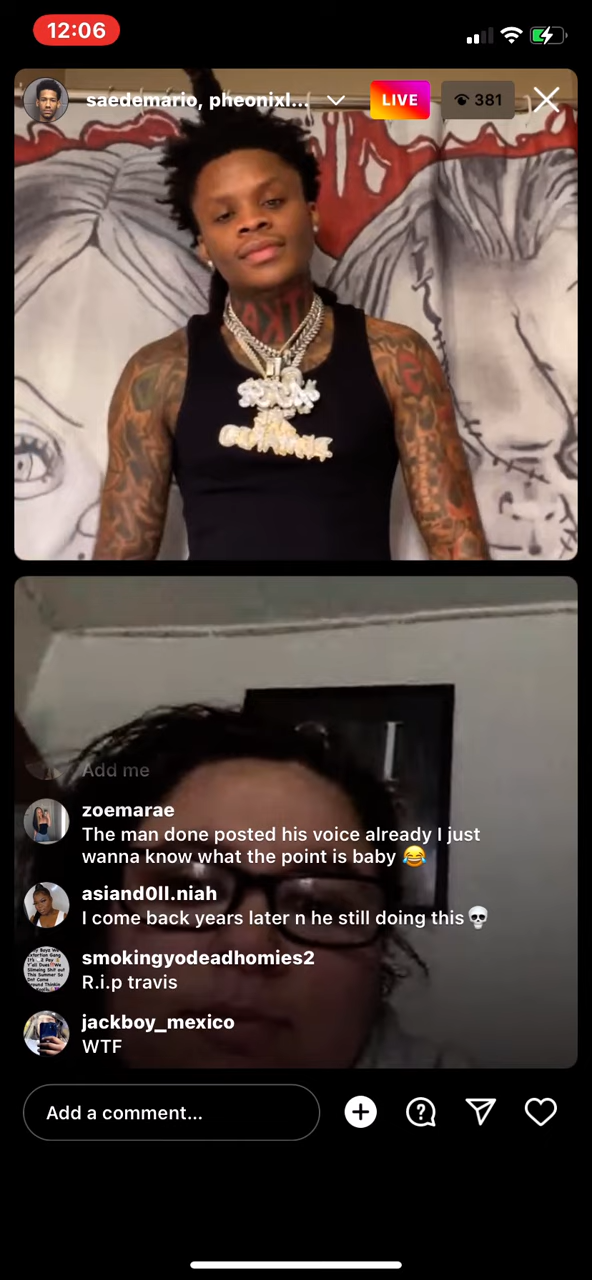 12:06
saedemario, pheonixl...
LIVE
381
Add me
zoemarae
The man done posted his voice already I just
wanna know what the point is baby 😂
asiand0ll.niah
I come back years later n he still doing this💀
smokingyodeadhomies2
R.i.p travis
jackboy_mexico
WTF
Add a comment...